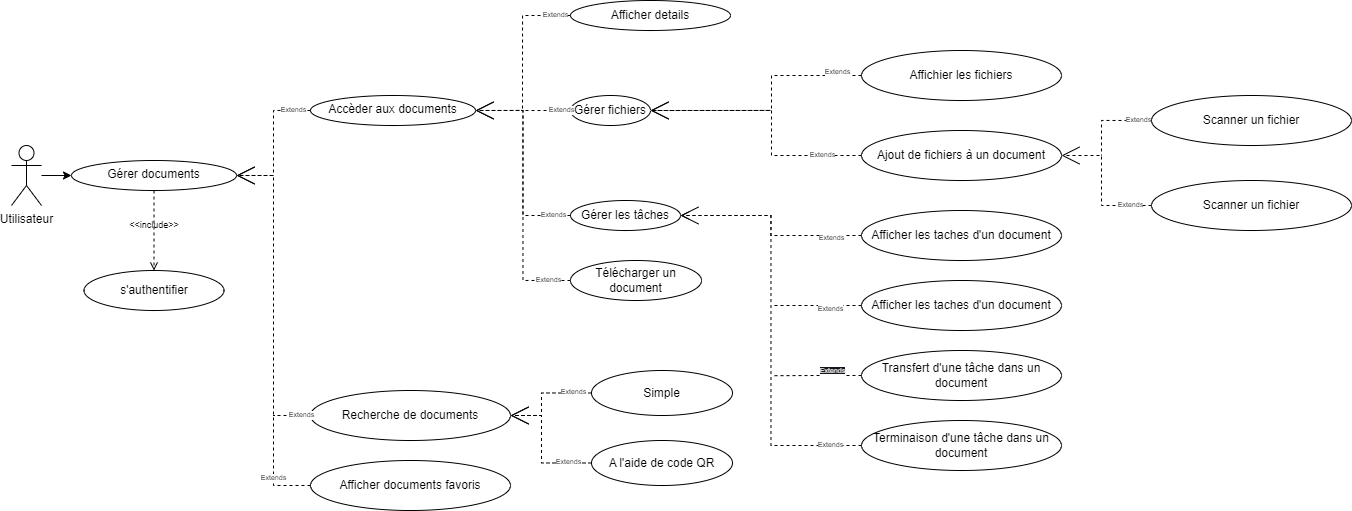 Extends
Afficher details
Extends
Affichier les fichiers
Extends
Accèder aux documents
Extends
Gérer fichiers
Extends
Scanner un fichier
Extends
Ajout de fichiers à un document
Gérer documents
Utilisateur
<<include>>
Extends
Gérer les tâches
Extends
Scanner un fichier
Extends
Afficher les taches d'un document
s'authentifier
Extends
Télécharger un
document
Extends
Afficher les taches d'un document
Extends
Transfert d'une tâche dans un
document
Extends
Simple
Extends
Recherche de documents
Extends
Terminaison d'une tâche dans un
document
Extends
A l'aide de code QR
Extends
Afficher documents favoris